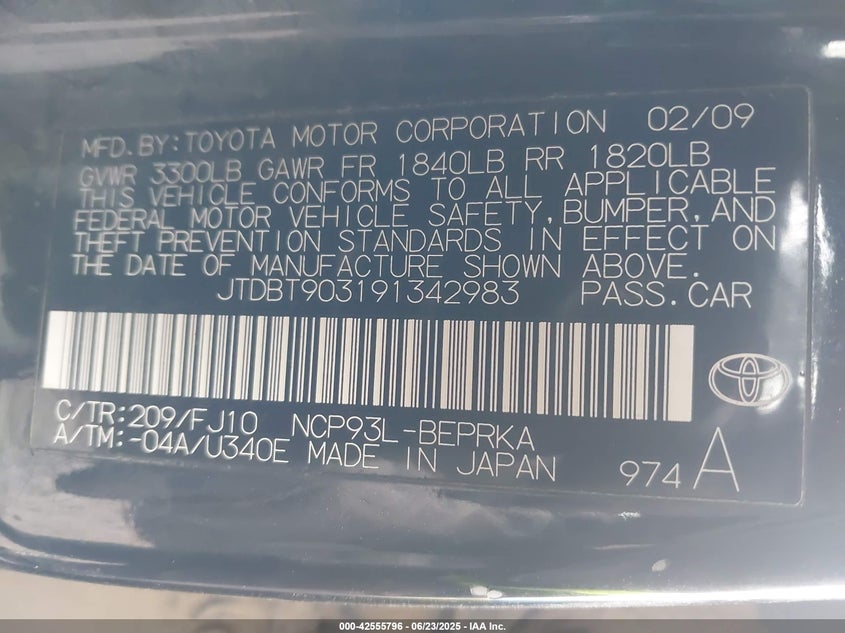 MFD.BY:TOYOTA MOTOR CORPORATION 02/09
GVWR 3300LB GAWR FR 1840LB RR 1820LB
THIS VEHICLE CONFORMS TO ALL APPLICABLE
FEDERAL MOTOR VEHICLE SAFETY,BUMPER,AND
THEFT PREVENTION STANDARDS IN EFFECT ON
THE DATE OF MANUFACTURE SHOWN ABOVE.
JTDBT903191342983 PASS.CAR
C/TR:209/FJ10 NCP93L-BEPRKA
A/TM:-04A/U340E MADE IN JAPAN 974 A
000-42555796 - 06/23/2025 - IAA Inc.